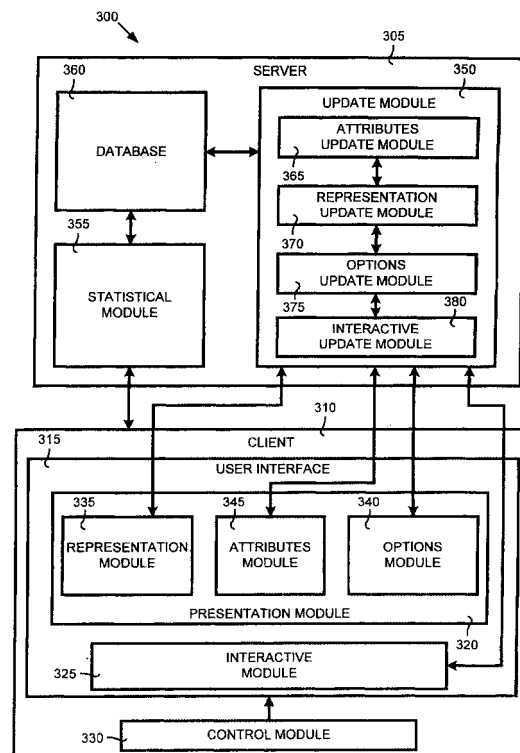 300
305
SERVER
360
DATABASE
350
UPDATE MODULE
ATTRIBUTES
UPDATE MODULE
365
REPRESENTATION
UPDATE MODULE
370
OPTIONS
UPDATE MODULE
375
380
INTERACTIVE
UPDATE MODULE
355
STATISTICAL
MODULE
310
CLIENT
315
USER INTERFACE
335
REPRESENTATION
MODULE
345
ATTRIBUTES
MODULE
340
OPTIONS
MODULE
PRESENTATION MODULE
320
INTERACTIVE
MODULE
325
CONTROL MODULE
330